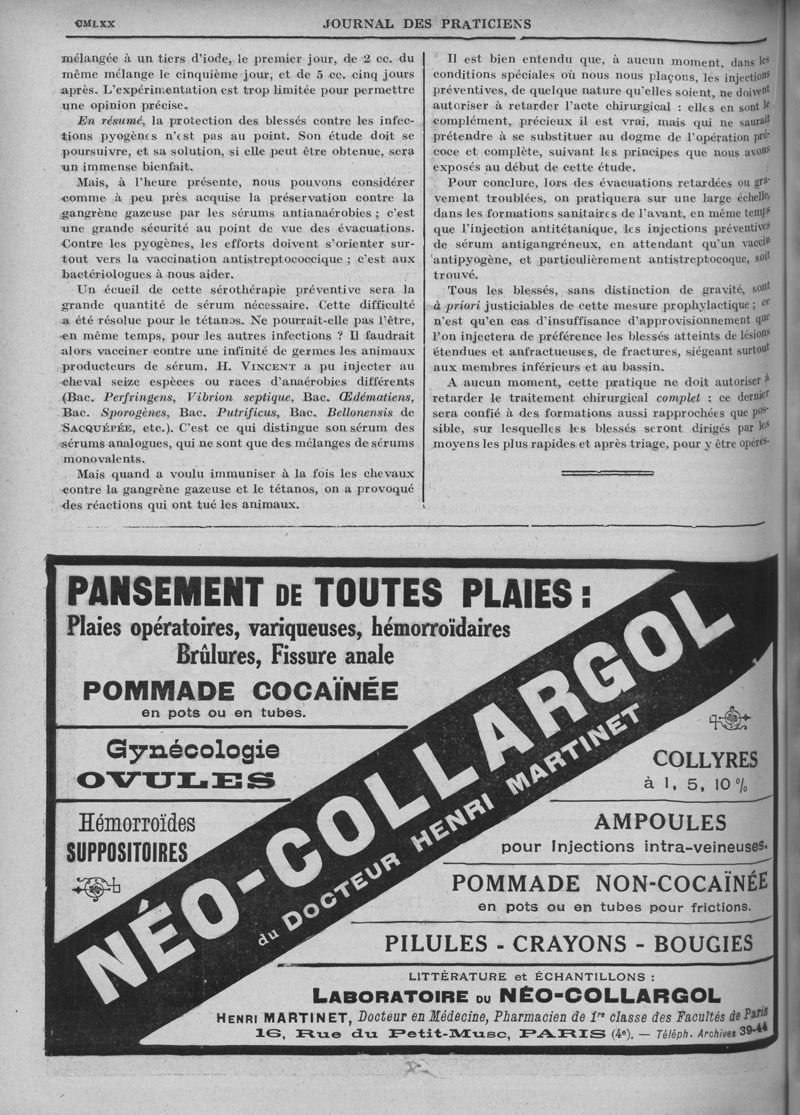 CMLXX
JOURNAL DES PRATICIENS
mélangée à un tiers d'iode, le premier jour, de 2 cc. du
même mélange le cinquième jour, et de 5 cc. cinq jours
après. L'expérimentation est trop limitée pour permettre
une opinion précise.
En résumé, la protection des blessés contre les infec-
tions pyogènes n'est pas au point. Son étude doit se
poursuivre, et sa solution, si elle peut être obtenue, sera
un immense bienfait.
Mais, à l'heure présente, nous pouvons considérer
comme à peu près acquise la préservation contre la
gangrène gazeuse par les sérums antianaérobies ; c'est
une grande sécurité au point de vue des évacuations.
Contre les pyogènes, les efforts doivent s'orienter sur-
tout vers la vaccination antistreptococcique ; c'est aux
bactériologues à nous aider.
Un écueil de cette sérothérapie préventive sera la
grande quantité de sérum nécessaire. Cette difficulté
a été résolue pour le tétanos. Ne pourrait-elle pas l'être,
en même temps, pour les autres infections ? Il faudrait
alors vacciner contre une infinité de germes les animaux
producteurs de sérum. H. VINCENT a pu injecter au
cheval seize espèces ou races d'anaérobies différents
(Bac. Perfringens, Vibrion septique, Bac. Œdématiens,
Bac. Sporogènes, Bac. Putrificus, Bac. Bellonensis de
SACQUÉPÉE, etc.). C'est ce qui distingue son sérum des
sérums analogues, qui ne sont que des mélanges de sérums
monovalents.
Mais quand a voulu immuniser à la fois les chevaux
contre la gangrène gazeuse et le tétanos, on a provoqué
des réactions qui ont tué les animaux.
Il est bien entendu que, à aucun moment, dans les
conditions spéciales où nous nous plaçons, les injections
préventives, de quelque nature qu'elles soient, ne doivent
autoriser à retarder l'acte chirurgical : elles en sont le
complément, précieux il est vrai, mais qui ne saurait
prétendre à se substituer au dogme de l'opération pré-
coce et complète, suivant les principes que nous avons
exposés au début de cette étude.
Pour conclure, lors des évacuations retardées ou gra-
vement troublées, on pratiquera sur une large échelle,
dans les formations sanitaires de l'avant, en même temps
que l'injection antitétanique, les injections préventives
de sérum antigangréneux, en attendant qu'un vaccin
antipyogène, et particulièrement antistreptocoque, soit
trouvé.
Tous les blessés, sans distinction de gravité, sont
à priori justiciables de cette mesure prophylactique ; ce
n'est qu'en cas d'insuffisance d'approvisionnement que
l'on injectera de préférence les blessés atteints de lésions
étendues et anfractueuses, de fractures, siégeant surtout
aux membres inférieurs et au bassin.
A aucun moment, cette pratique ne doit autoriser à
retarder le traitement chirurgical complet : ce dernier
sera confié à des formations aussi rapprochées que pos-
sible, sur lesquelles les blessés seront dirigés par les
moyens les plus rapides et après triage, pour y être opérés.
PANSEMENT DE TOUTES PLAIES :
Plaies opératoires, variqueuses, hémorroïdaires
Brûlures, Fissure anale
POMMADE COCAÏNÉE
en pots ou en tubes.
Gynécologie
OVULES
Hémorroïdes
SUPPOSITOIRES
NÉO-COLLARGOL
du DOCTEUR HENRI MARTINET
COLLYRES
à 1, 5, 10 %
AMPOULES
pour Injections intra-veineuses.
POMMADE NON-COCAÏNÉE
en pots ou en tubes pour frictions.
PILULES - CRAYONS - BOUGIES
LITTÉRATURE et ÉCHANTILLONS :
LABORATOIRE DU NÉO-COLLARGOL
HENRI MARTINET, Docteur en Médecine, Pharmacien de 1re classe des Facultés de Paris
16, Rue du Petit-Musc, PARIS (4e). — Téléph. Archives 39-44